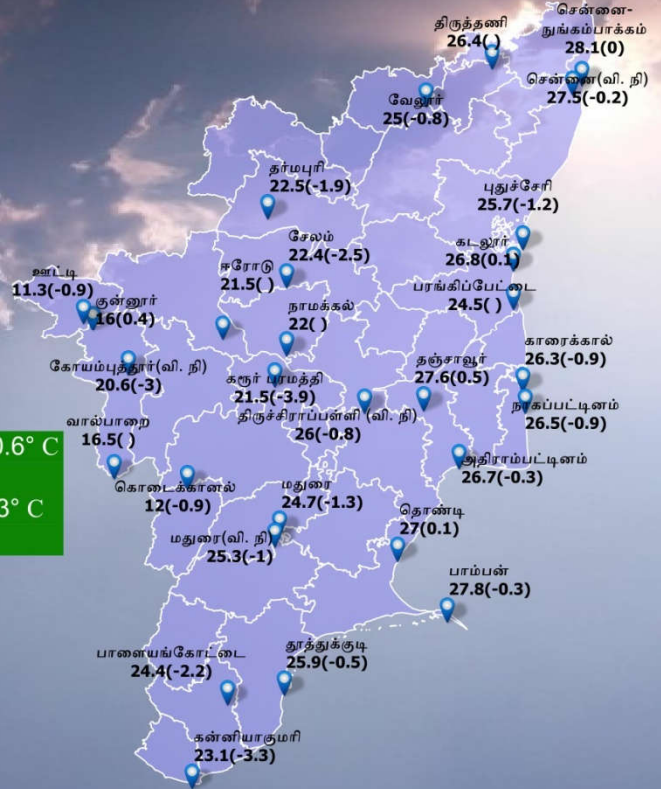 சென்னை-
நுங்கம்பாக்கம்
28.1(0)
திருத்தணி
26.4( )
சென்னை(வி. நி)
27.5(-0.2)
வேலூர்
25(-0.8)
தர்மபுரி
22.5(-1.9)
புதுச்சேரி
25.7(-1.2)
சேலம்
22.4(-2.5)
கடலூர்
26.8(0.1)
ஈரோடு
21.5( )
ஊட்டி
11.3(-0.9)
பரங்கிப்பேட்டை
24.5( )
குன்னூர்
16(0.4)
நாமக்கல்
22( )
காரைக்கால்
26.3(-0.9)
கோயம்புத்தூர்(வி. நி)
20.6(-3)
கரூர் பரமத்தி
21.5(-3.9)
தஞ்சாவூர்
27.6(0.5)
நாகப்பட்டினம்
26.5(-0.9)
திருச்சிராப்பள்ளி (வி. நி)
26(-0.8)
வால்பாறை
16.5( )
0.6° C
அதிராம்பட்டினம்
26.7(-0.3)
கொடைக்கானல்
12(-0.9)
மதுரை
24.7(-1.3)
3° C
தொண்டி
27(0.1)
மதுரை(வி. நி)
25.3(-1)
பாம்பன்
27.8(-0.3)
தூத்துக்குடி
25.9(-0.5)
பாளையங்கோட்டை
24.4(-2.2)
கன்னியாகுமரி
23.1(-3.3)